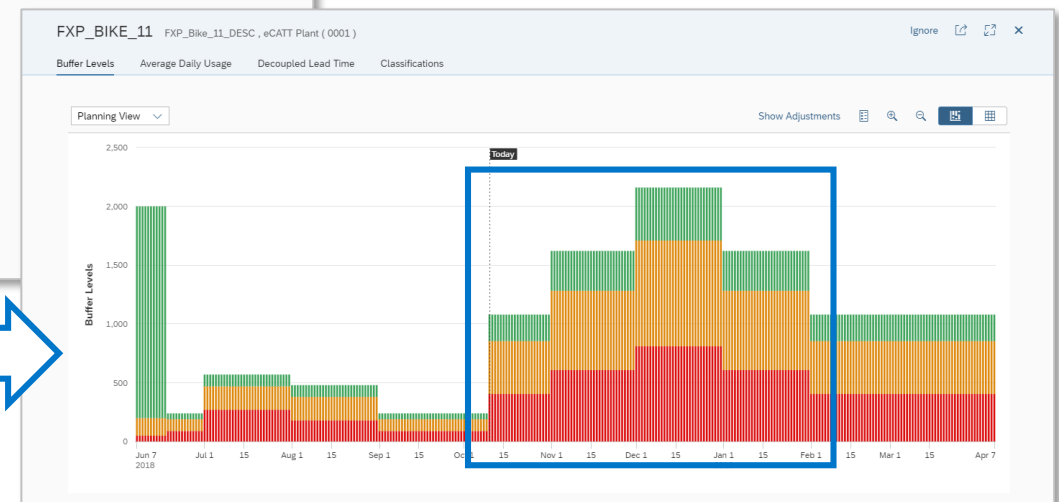 FXP_BIKE_11 FXP_Bike_11_DESC , eCATT Plant ( 0001 ) Ignore
Buffer Levels Average Daily Usage Decoupled Lead Time Classifications
Planning View Show Adjustments
Today
2,500
2,000
1,500
1,000
500
0
Buffer Levels
Jun 7 Jul 1 15 Aug 1 15 Sep 1 15 Oc 1 15 Nov 1 15 Dec 1 15 Jan 1 15 Feb 1 15 Mar 1 15 Apr 7
2018